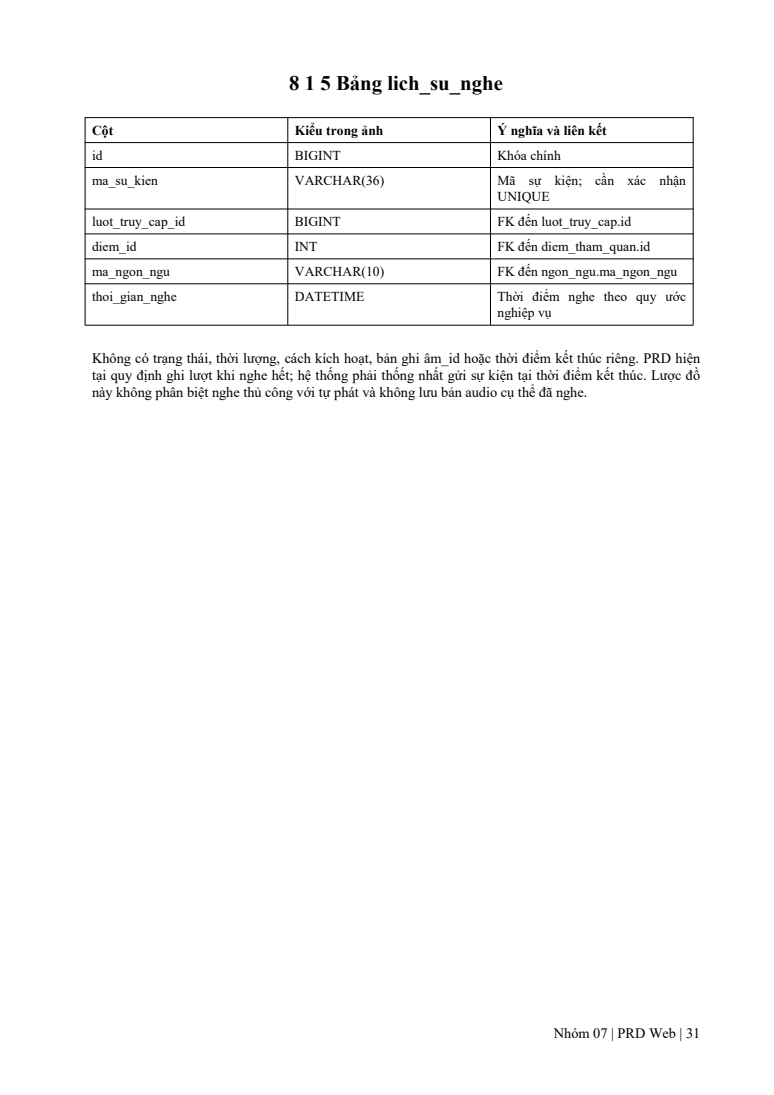 8 1 5 Bảng lich_su_nghe
Cột Kiểu trong ảnh Ý nghĩa và liên kết
id BIGINT Khóa chính
ma_su_kien VARCHAR(36) Mã sự kiện; cần xác nhận
UNIQUE
luot_truy_cap_id BIGINT FK đến luot_truy_cap.id
diem_id INT FK đến diem_tham_quan.id
ma_ngon_ngu VARCHAR(10) FK đến ngon_ngu.ma_ngon_ngu
thoi_gian_nghe DATETIME Thời điểm nghe theo quy ước
nghiệp vụ
Không có trạng thái, thời lượng, cách kích hoạt, bản ghi âm_id hoặc thời điểm kết thúc riêng. PRD hiện
tại quy định ghi lượt khi nghe hết; hệ thống phải thống nhất gửi sự kiện tại thời điểm kết thúc. Lược đồ
này không phân biệt nghe thủ công với tự phát và không lưu bản audio cụ thể đã nghe.
Nhóm 07 | PRD Web | 31